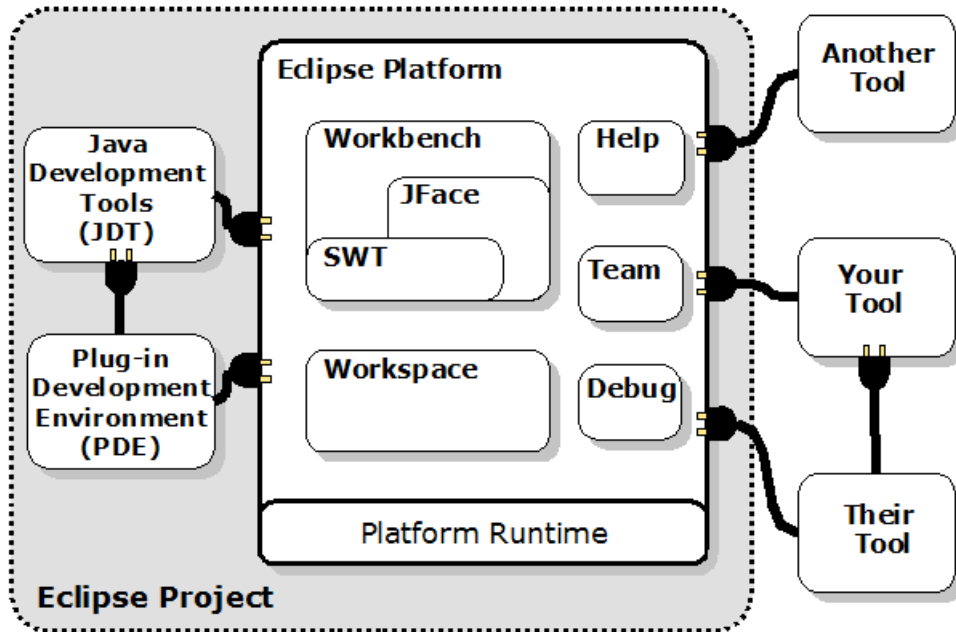 Eclipse Platform
Another
Tool
Workbench
Help
Java
Development
Tools
(JDT)
JFace
SWT
Team
Your
Tool
Plug-in
Development
Environment
(PDE)
Workspace
Debug
Their
Tool
Platform Runtime
Eclipse Project